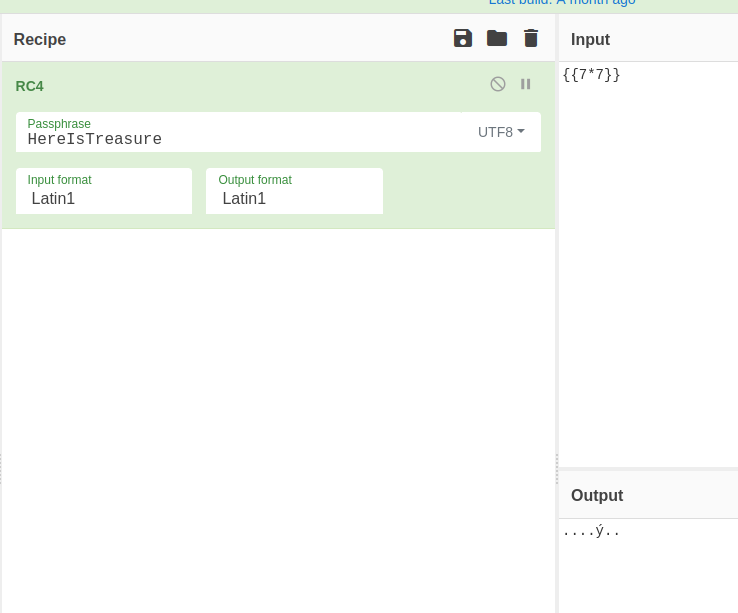 Last build: A month ago
Recipe
Input
RC4
Passphrase
HereIsTreasure
UTF8
Input format
Latin1
Output format
Latin1
{{7*7}}
Output
....ý..